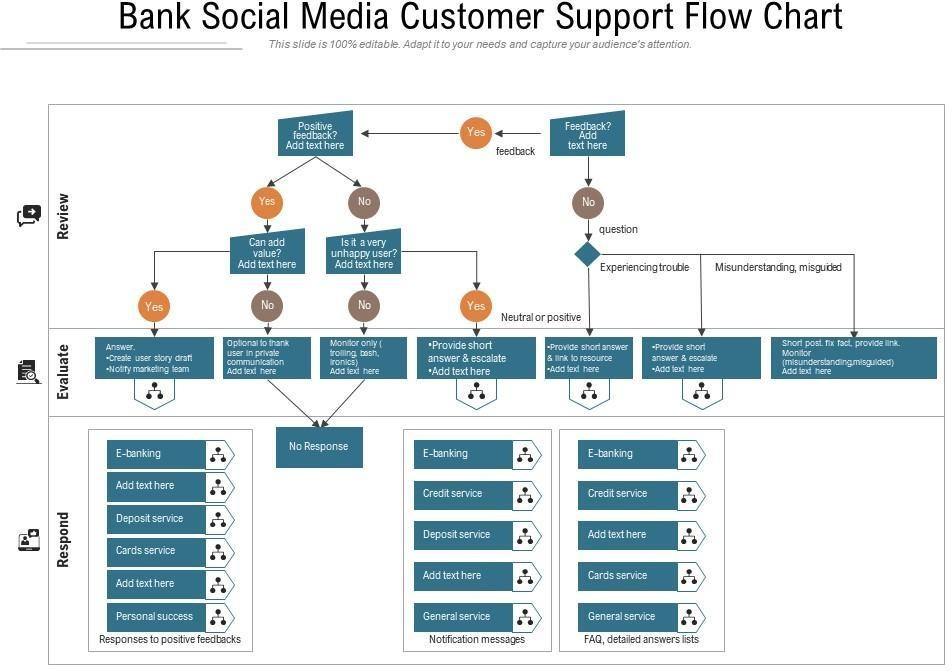 Bank Social Media Customer Support Flow Chart
This slide is 100% editable. Adapt it to your needs and capture your audience's attention.
Review
Positive
feedback?
Add text here
Yes
feedback
Feedback?
Add
text here
Yes
No
No
question
Can add
value?
Add text here
Is it a very
unhappy user?
Add text here
Experiencing trouble
Misunderstanding, misguided
Yes
No
No
Yes
Neutral or positive
Evaluate
Answer.
•Create user story draft
•Notify marketing team
Optional to thank
user in private
communication
Add text here
Monitor only (
trolling, bash,
ironics)
Add text here
•Provide short
answer & escalate
•Add text here
•Provide short answer
& link to resource
•Add text here
•Provide short
answer & escalate
•Add text here
Short post. fix fact, provide link.
Monitor
(misunderstanding,misguided)
Add text here
Respond
E-banking
Add text here
Deposit service
Cards service
Add text here
Personal success
Responses to positive feedbacks
No Response
E-banking
Credit service
Deposit service
Add text here
General service
Notification messages
E-banking
Credit service
Add text here
Cards service
General service
FAQ, detailed answers lists